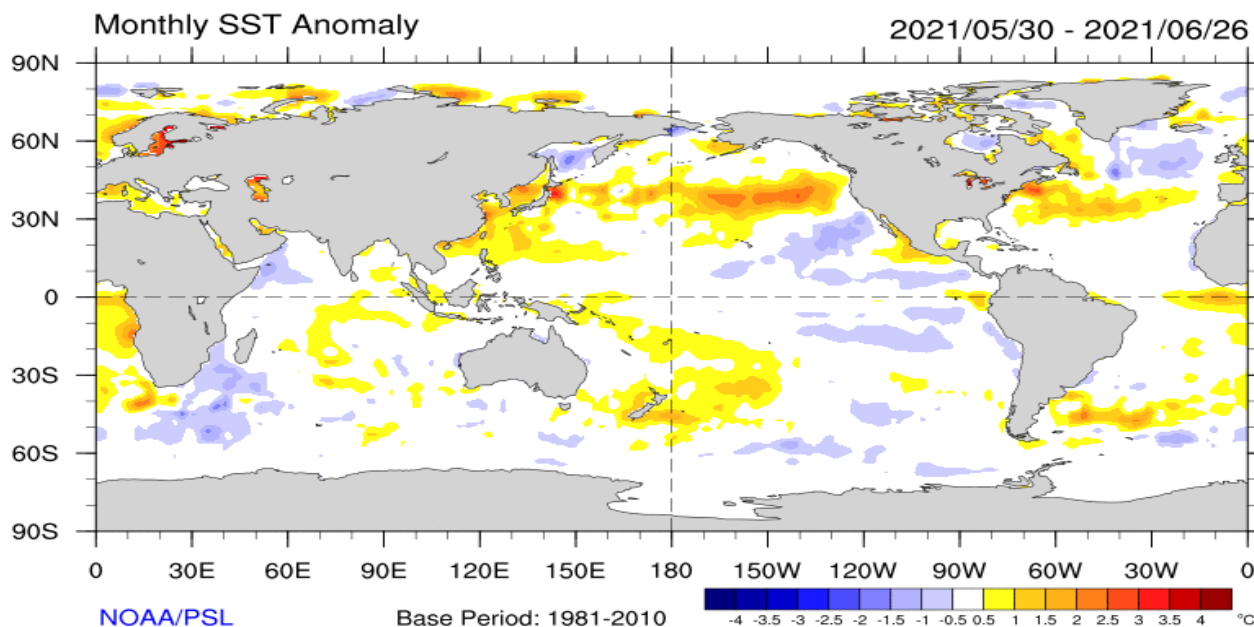 Monthly SST Anomaly 2021/05/30 - 2021/06/26
90N
60N
30N
0
30S
60S
90S
0 30E 60E 90E 120E 150E 180 150W 120W 90W 60W 30W 0
NOAA/PSL Base Period: 1981-2010
-4 -3.5 -3 -2.5 -2 -1.5 -1 -0.5 0.5 1 1.5 2 2.5 3 3.5 4 °C